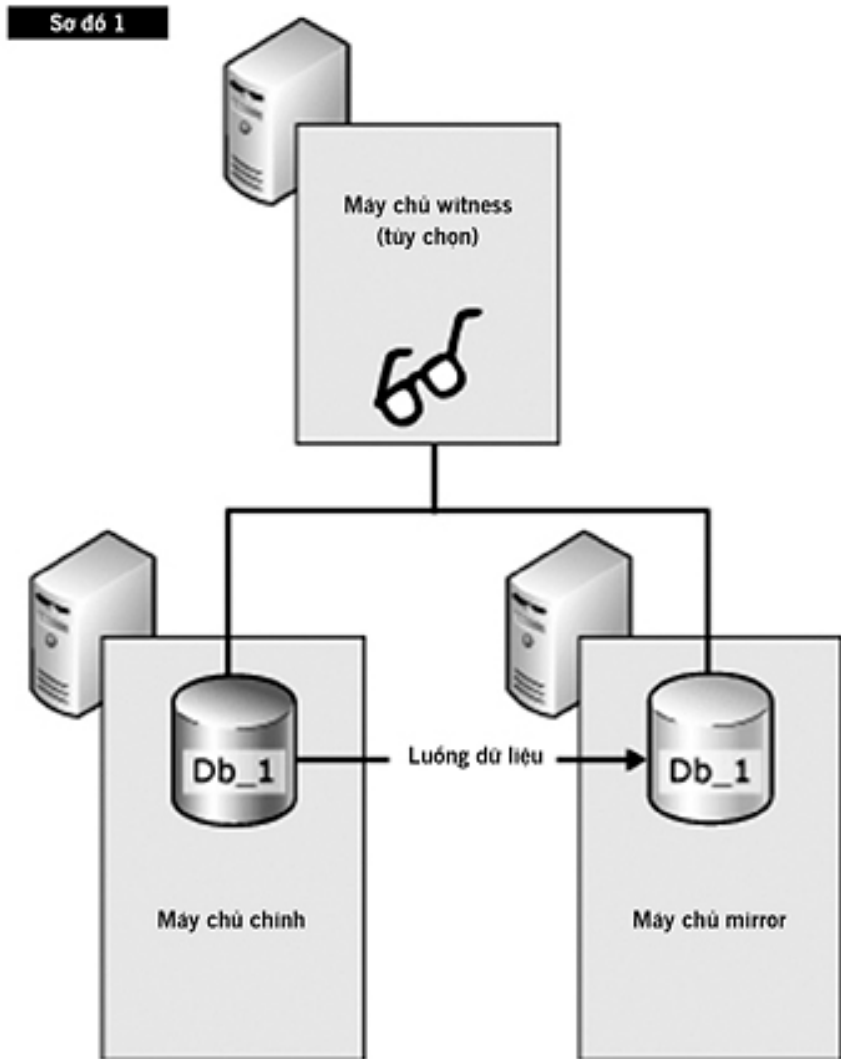 Sơ đồ 1
Máy chủ witness
(tùy chọn)
Db_1
Luồng dữ liệu
Db_1
Máy chủ chính
Máy chủ mirror